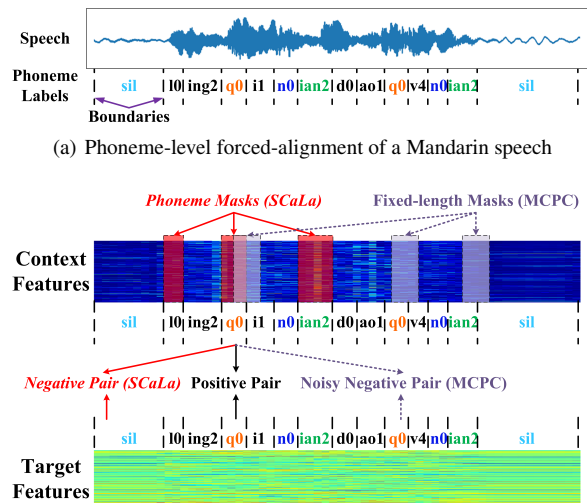 Speech
Phoneme Labels
sil l0 ing2 q0 i1 n0 ian2 d0 ao1 q0 v4 n0 ian2 sil
Boundaries
(a) Phoneme-level forced-alignment of a Mandarin speech
Phoneme Masks (SCaLa) Fixed-length Masks (MCPC)
Context Features
sil l0 ing2 q0 i1 n0 ian2 d0 ao1 q0 v4 n0 ian2 sil
Negative Pair (SCaLa) Positive Pair Noisy Negative Pair (MCPC)
sil l0 ing2 q0 i1 n0 ian2 d0 ao1 q0 v4 n0 ian2 sil
Target Features